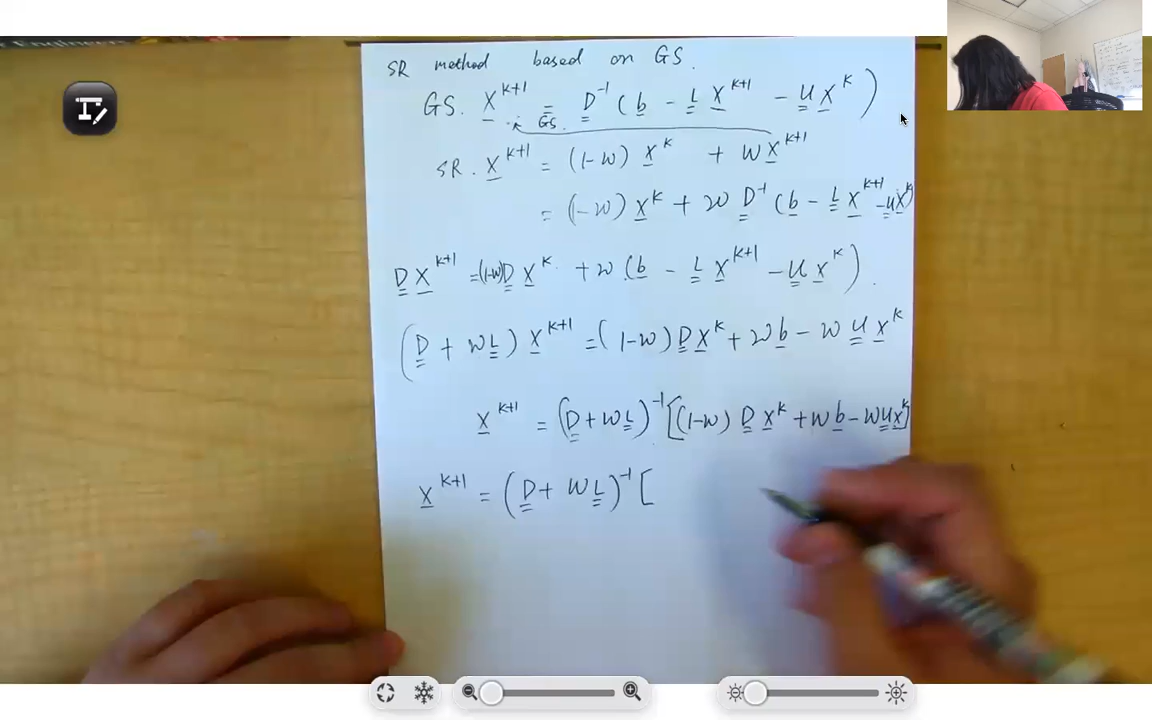 SR method based on GS.
GS. X^{k+1} = D^{-1} ( b - L X^{k+1} - U X^k )
GS.
SR. X^{k+1} = (1-w) X^k + w X^{k+1}
= (-w) X^k + w D^{-1} ( b - L X^{k+1} - U X^k )
D X^{k+1} = (1-w) D X^k + w ( b - L X^{k+1} - U X^k ).
( D + w L ) X^{k+1} = (1-w) D X^k + w b - w U X^k
X^{k+1} = ( D + w L )^{-1} [ (1-w) D X^k + w b - w U X^k ]
X^{k+1} = ( D + w L )^{-1} [